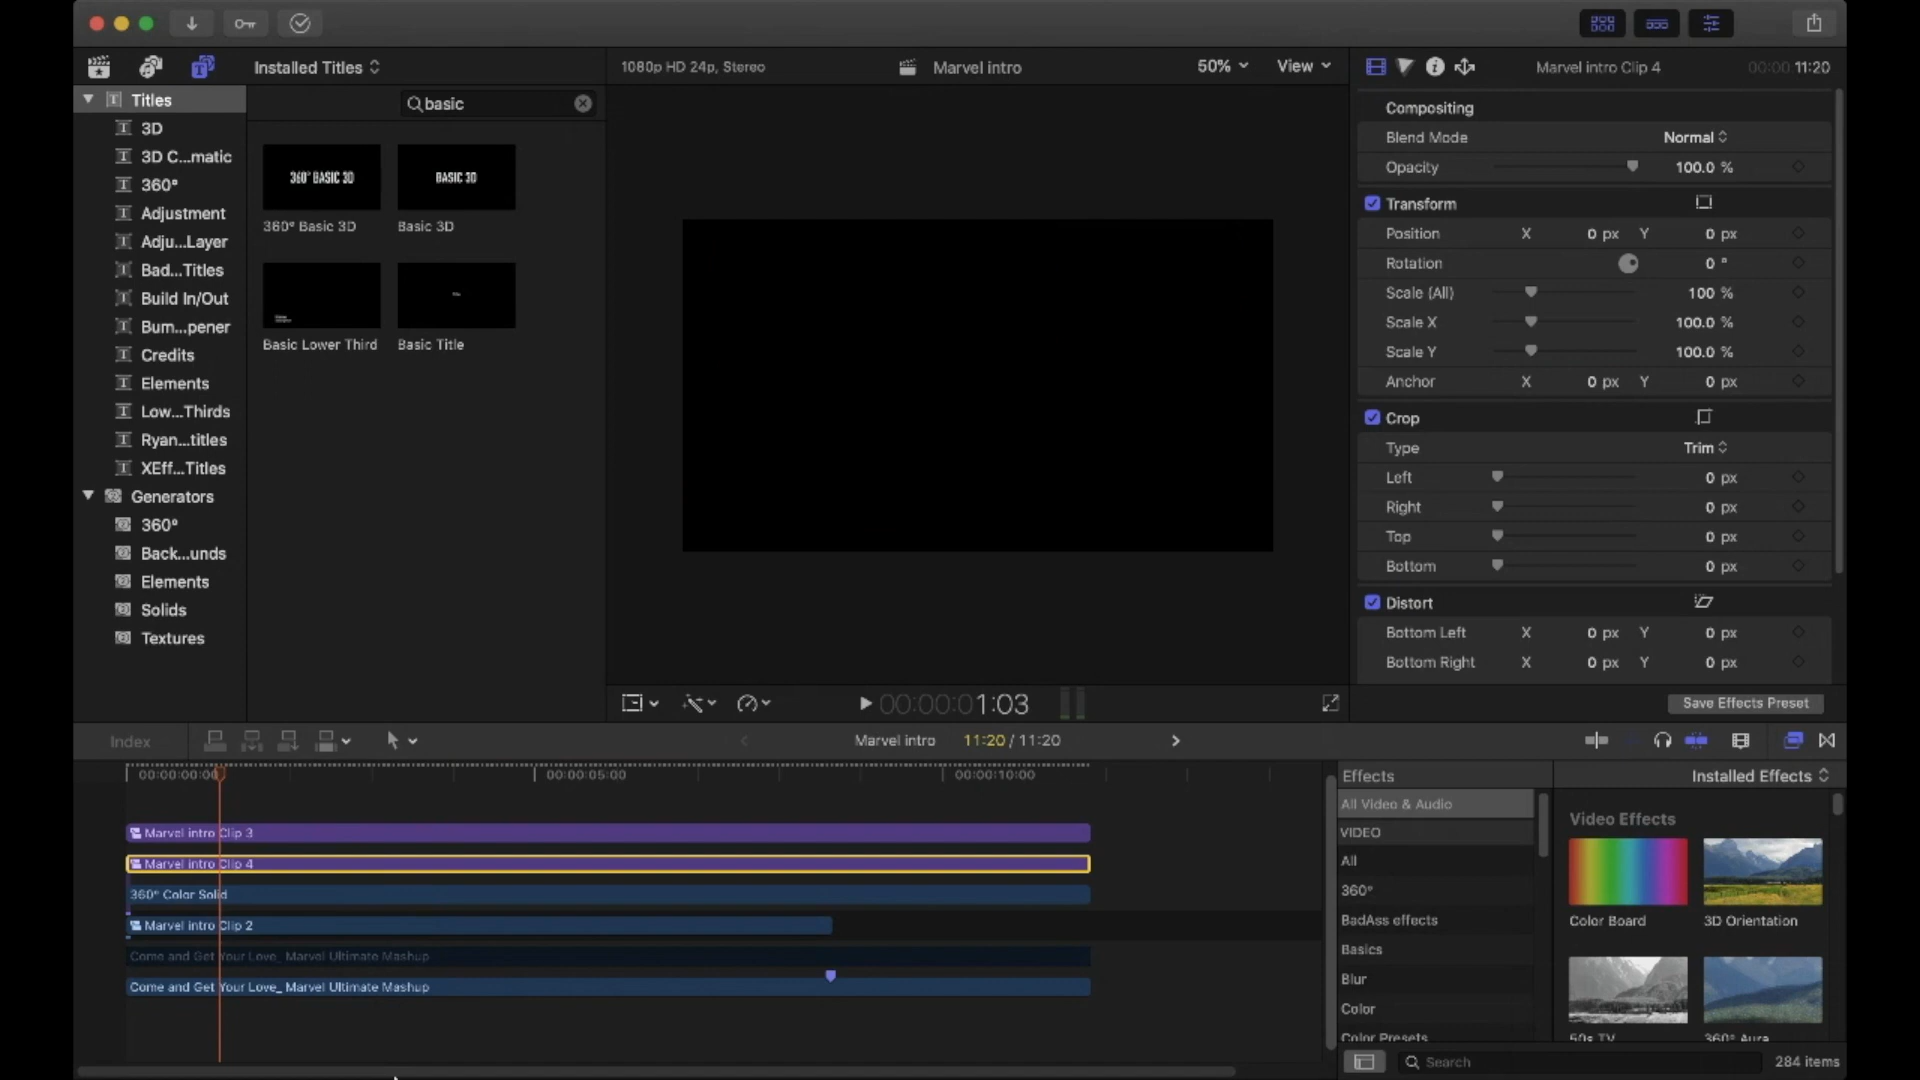 Installed Titles
1080p HD 24p, Stereo
Marvel intro
50%
View
Marvel intro Clip 4
00:00:11:20
Titles
3D
3D C...matic
360°
Adjustment
Adju...Layer
Bad...Titles
Build In/Out
Bum...pener
Credits
Elements
Low...Thirds
Ryan...titles
XEff...Titles
Generators
360°
Back...unds
Elements
Solids
Textures
basic
360° BASIC 3D
BASIC 3D
360° Basic 3D
Basic 3D
Basic Lower Third
Basic Title
Compositing
Blend Mode Normal
Opacity 100.0 %
Transform
Position X 0 px Y 0 px
Rotation 0 °
Scale (All) 100 %
Scale X 100.0 %
Scale Y 100.0 %
Anchor X 0 px Y 0 px
Crop
Type Trim
Left 0 px
Right 0 px
Top 0 px
Bottom 0 px
Distort
Bottom Left X 0 px Y 0 px
Bottom Right X 0 px Y 0 px
00:00:01:03
Save Effects Preset
Index
Marvel intro
11:20 / 11:20
00:00:00:00
00:00:05:00
00:00:10:00
Marvel intro Clip 3
Marvel intro Clip 4
360° Color Solid
Marvel intro Clip 2
Come and Get Your Love_ Marvel Ultimate Mashup
Come and Get Your Love_ Marvel Ultimate Mashup
Effects
Installed Effects
All Video & Audio
VIDEO
All
360°
BadAss effects
Basics
Blur
Color
Color Presets
Video Effects
Color Board
3D Orientation
50s TV
360° Aura
Search
284 items